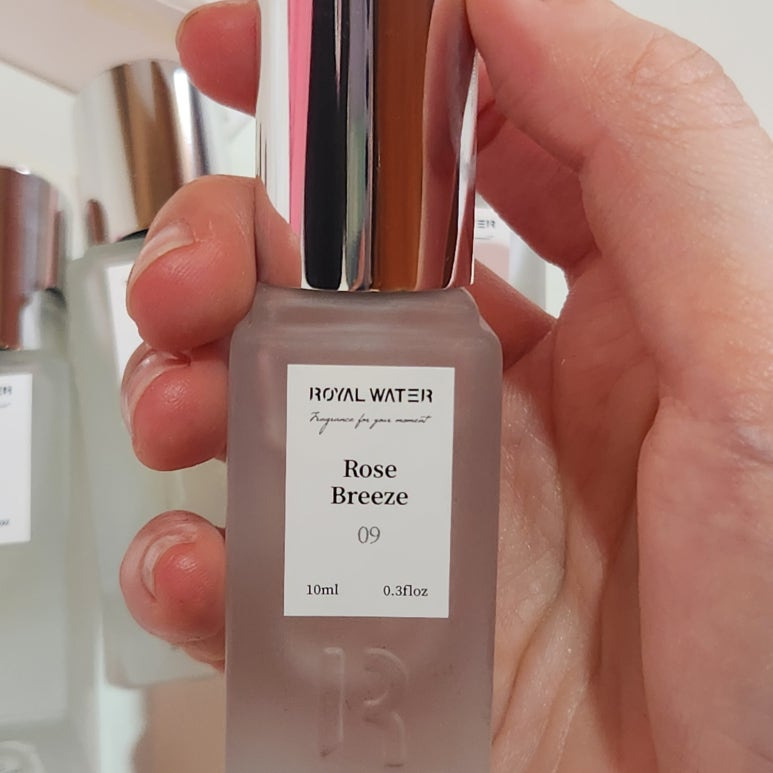 ROYAL WATER
Fragrance for your moment
Rose
Breeze
09
10ml 0.3floz
R